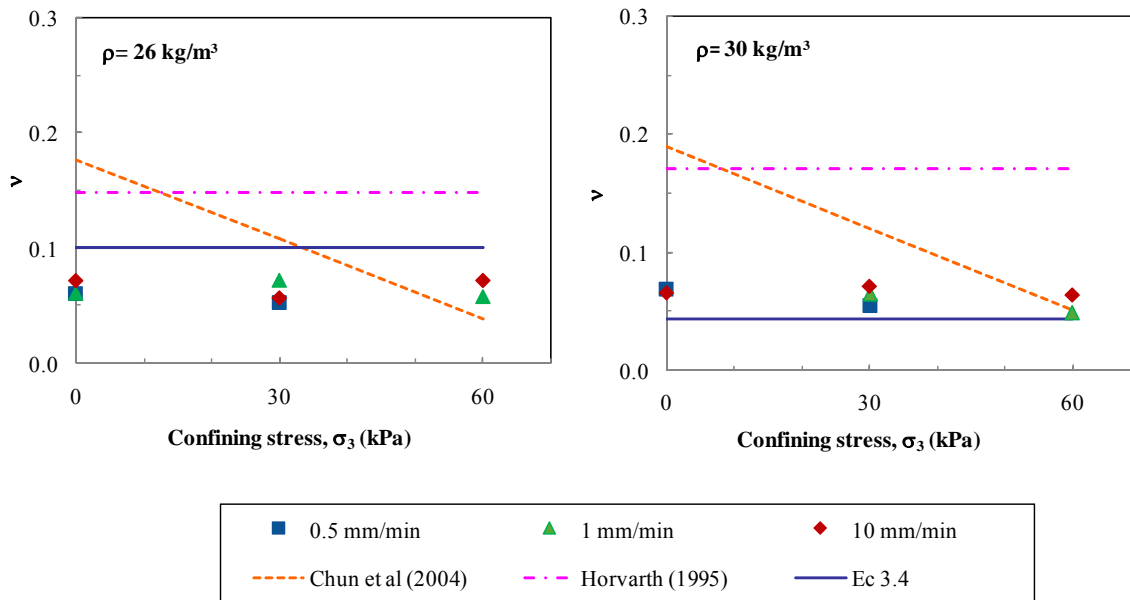 0.3
ρ= 26 kg/m³
0.2
ν
0.1
0.0
0 30 60
Confining stress, σ3 (kPa)
0.3
ρ= 30 kg/m³
0.2
ν
0.1
0.0
0 30 60
Confining stress, σ3 (kPa)
0.5 mm/min 1 mm/min 10 mm/min
Chun et al (2004) Horvarth (1995) Ec 3.4